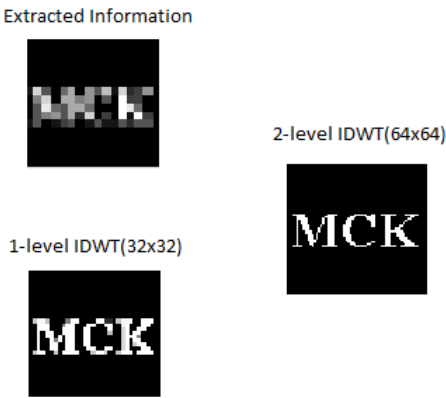 Extracted Information
MCK
2-level IDWT(64x64)
MCK
1-level IDWT(32x32)
MCK